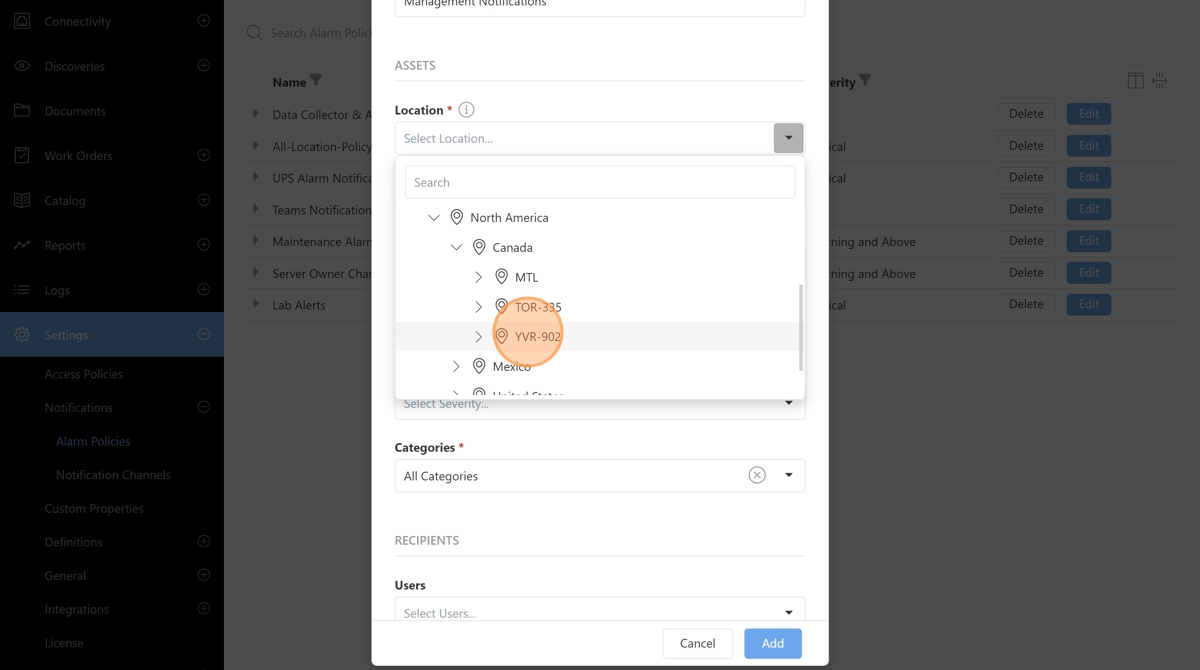 Connectivity
Discoveries
Documents
Work Orders
Catalog
Reports
Logs
Settings
Access Policies
Notifications
Alarm Policies
Notification Channels
Custom Properties
Definitions
General
Integrations
License
Search Alarm Polici
Name
erity
Data Collector & A
ical
Delete
Edit
All-Location-Policy
ical
Delete
Edit
UPS Alarm Notifica
ical
Delete
Edit
Teams Notification
Delete
Edit
Maintenance Alarm
rning and Above
Delete
Edit
Server Owner Cha
rning and Above
Delete
Edit
Lab Alerts
ical
Delete
Edit
Management Notifications
ASSETS
Location *
Select Location...
Search
North America
Canada
MTL
TOR-335
YVR-902
Mexico
United States
Select Severity...
Categories *
All Categories
RECIPIENTS
Users
Select Users...
Cancel
Add